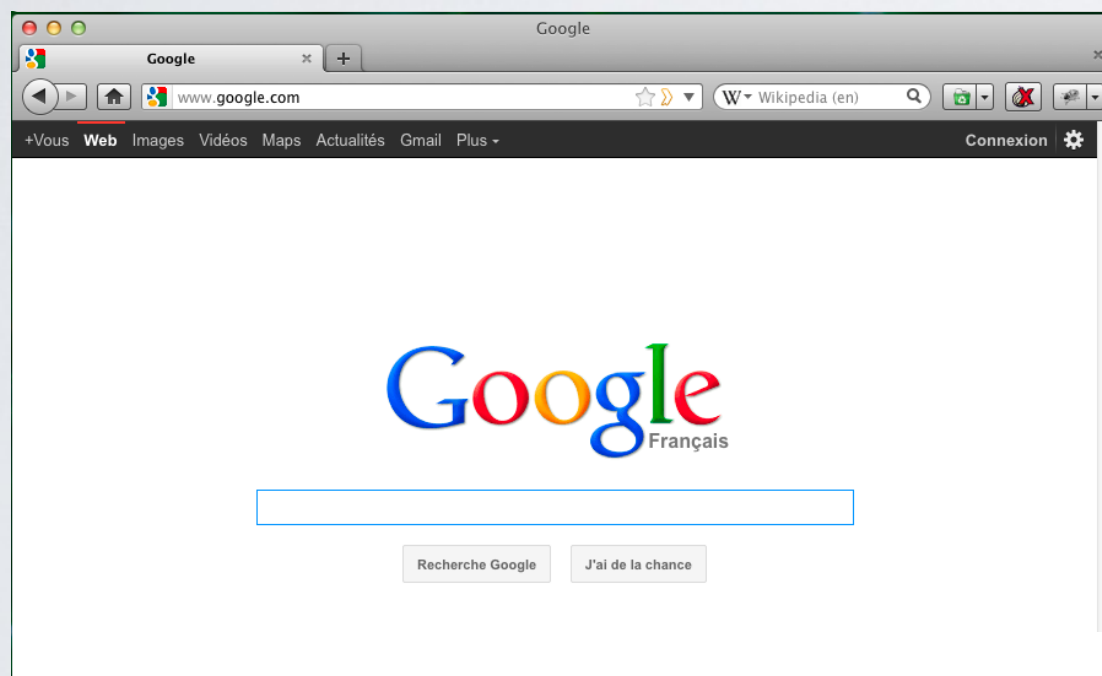 Google
Google
www.google.com
W Wikipedia (en)
+Vous Web Images Vidéos Maps Actualités Gmail Plus Connexion
Google
Français
Recherche Google J'ai de la chance